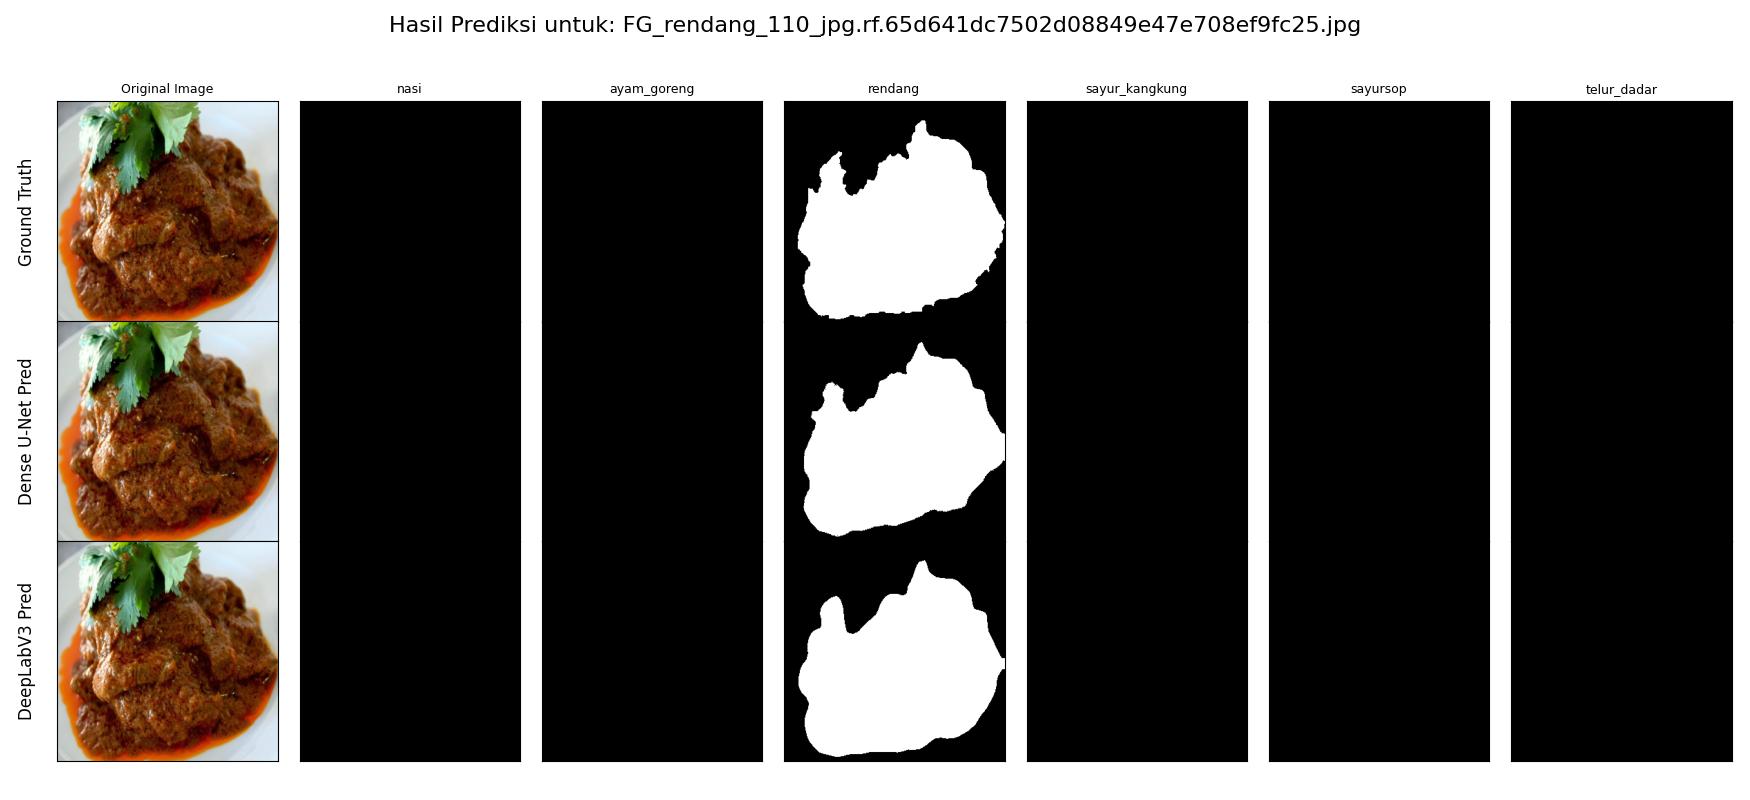 Hasil Prediksi untuk: FG_rendang_110_jpg.rf.65d641dc7502d08849e47e708ef9fc25.jpg
Original Image
nasi
ayam_goreng
rendang
sayur_kangkung
sayursop
telur_dadar
Ground Truth
Dense U-Net Pred
DeepLabV3 Pred